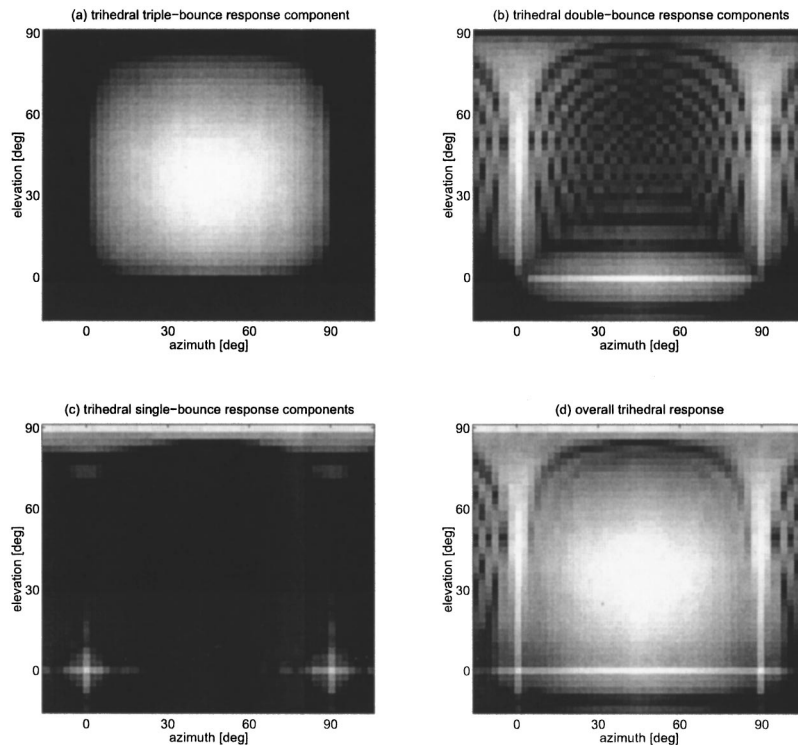 (a) trihedral triple-bounce response component
90
60
30
0
elevation [deg]
0 30 60 90
azimuth [deg]
(b) trihedral double-bounce response components
90
60
30
0
elevation [deg]
0 30 60 90
azimuth [deg]
(c) trihedral single-bounce response components
90
60
30
0
elevation [deg]
0 30 60 90
azimuth [deg]
(d) overall trihedral response
90
60
30
0
elevation [deg]
0 30 60 90
azimuth [deg]